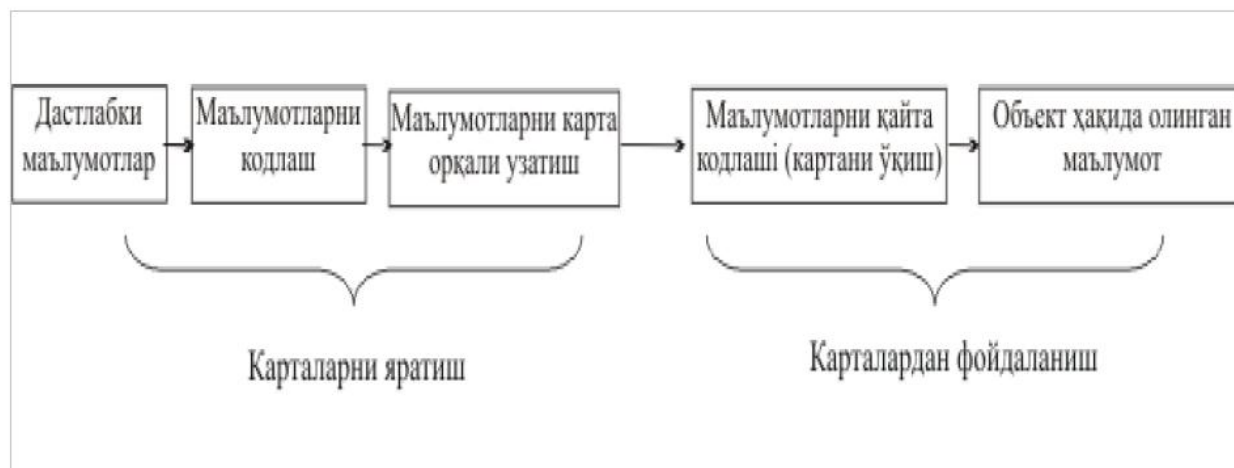 Дастлабки
маълумотлар
Маълумотларни
кодлаш
Маълумотларни карта
орқали узатиш
Маълумотларни қайта
кодлаші (картани ўқиш)
Объект ҳақида олинган
маълумот
Карталарни яратиш
Карталардан фойдаланиш